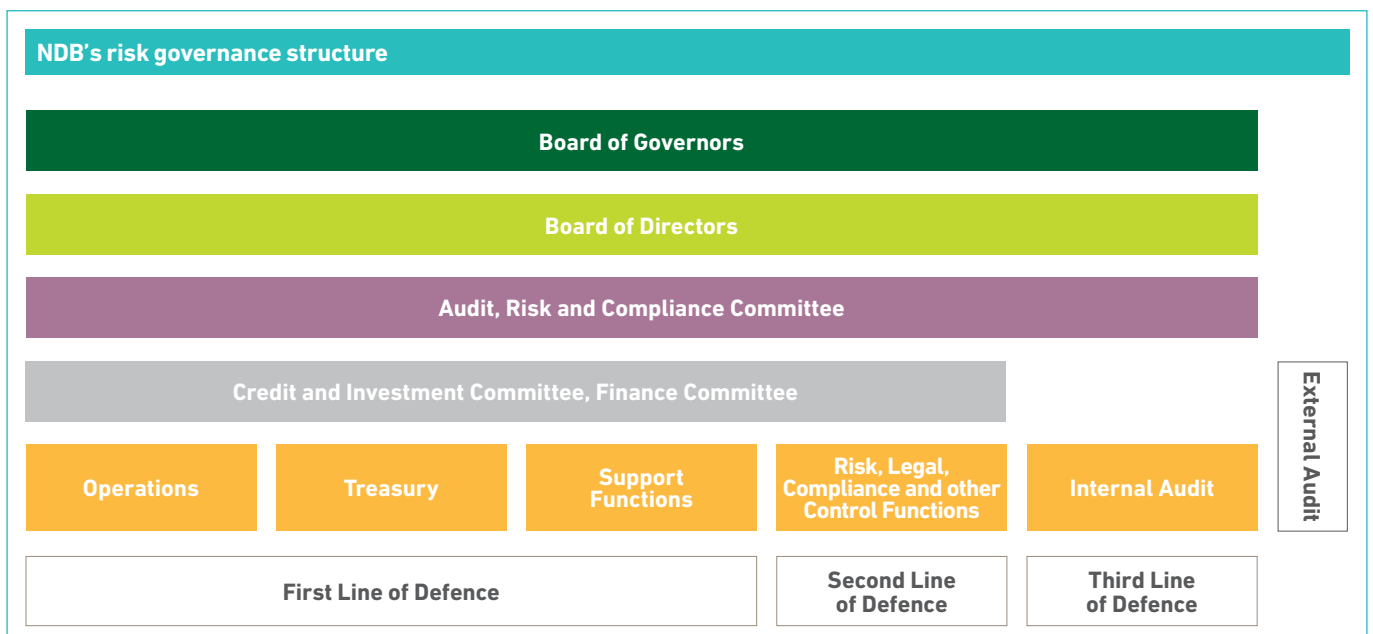 NDB's risk governance structure
Board of Governors
Board of Directors
Audit, Risk and Compliance Committee
Credit and Investment Committee, Finance Committee
External Audit
Operations
Treasury
Support
Functions
Risk, Legal,
Compliance and other
Control Functions
Internal Audit
First Line of Defence
Second Line
of Defence
Third Line
of Defence